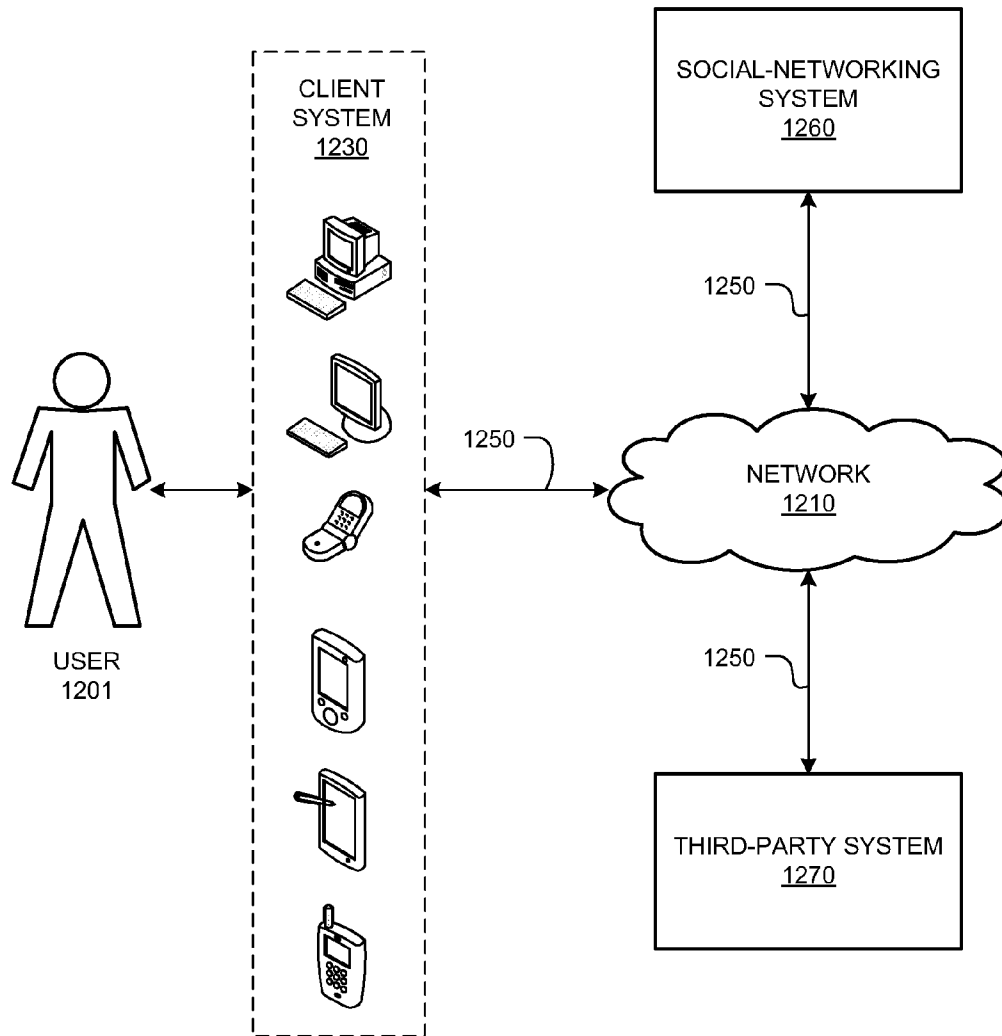 CLIENT
SYSTEM
1230
SOCIAL-NETWORKING
SYSTEM
1260
1250
1250
NETWORK
1210
USER
1201
1250
THIRD-PARTY SYSTEM
1270